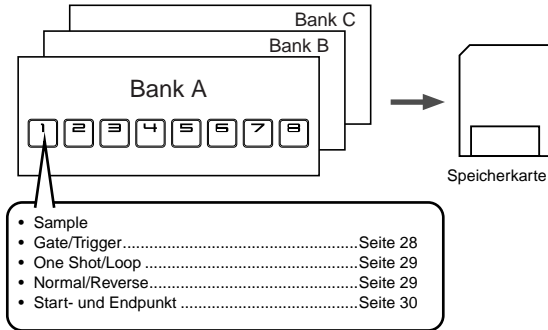 Bank C
Bank B
Bank A
1 2 3 4 5 6 7 8
Speicherkarte
• Sample
• Gate/Trigger......................................................Seite 28
• One Shot/Loop .................................................Seite 29
• Normal/Reverse................................................Seite 29
• Start- und Endpunkt .........................................Seite 30